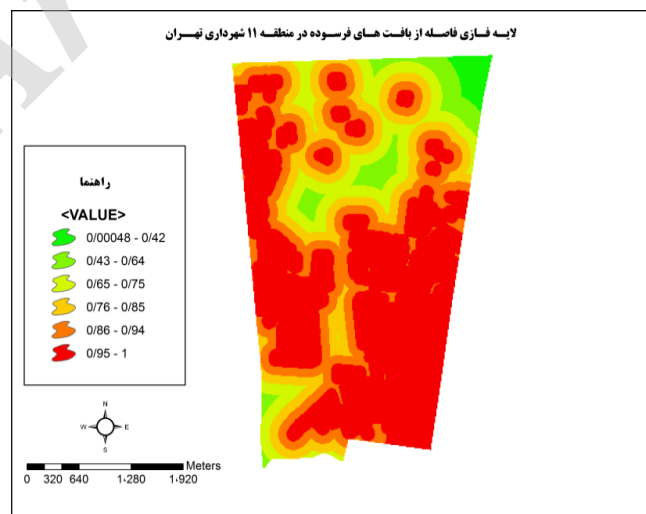 لایه فازی فاصله از بافت های فرسوده در منطقه ۱۱ شهرداری تهران
راهنما
<VALUE>
0/00048 - 0/42
0/43 - 0/64
0/65 - 0/75
0/76 - 0/85
0/86 - 0/94
0/95 - 1
N
W E
S
Meters
0 320 640 1،280 1،920